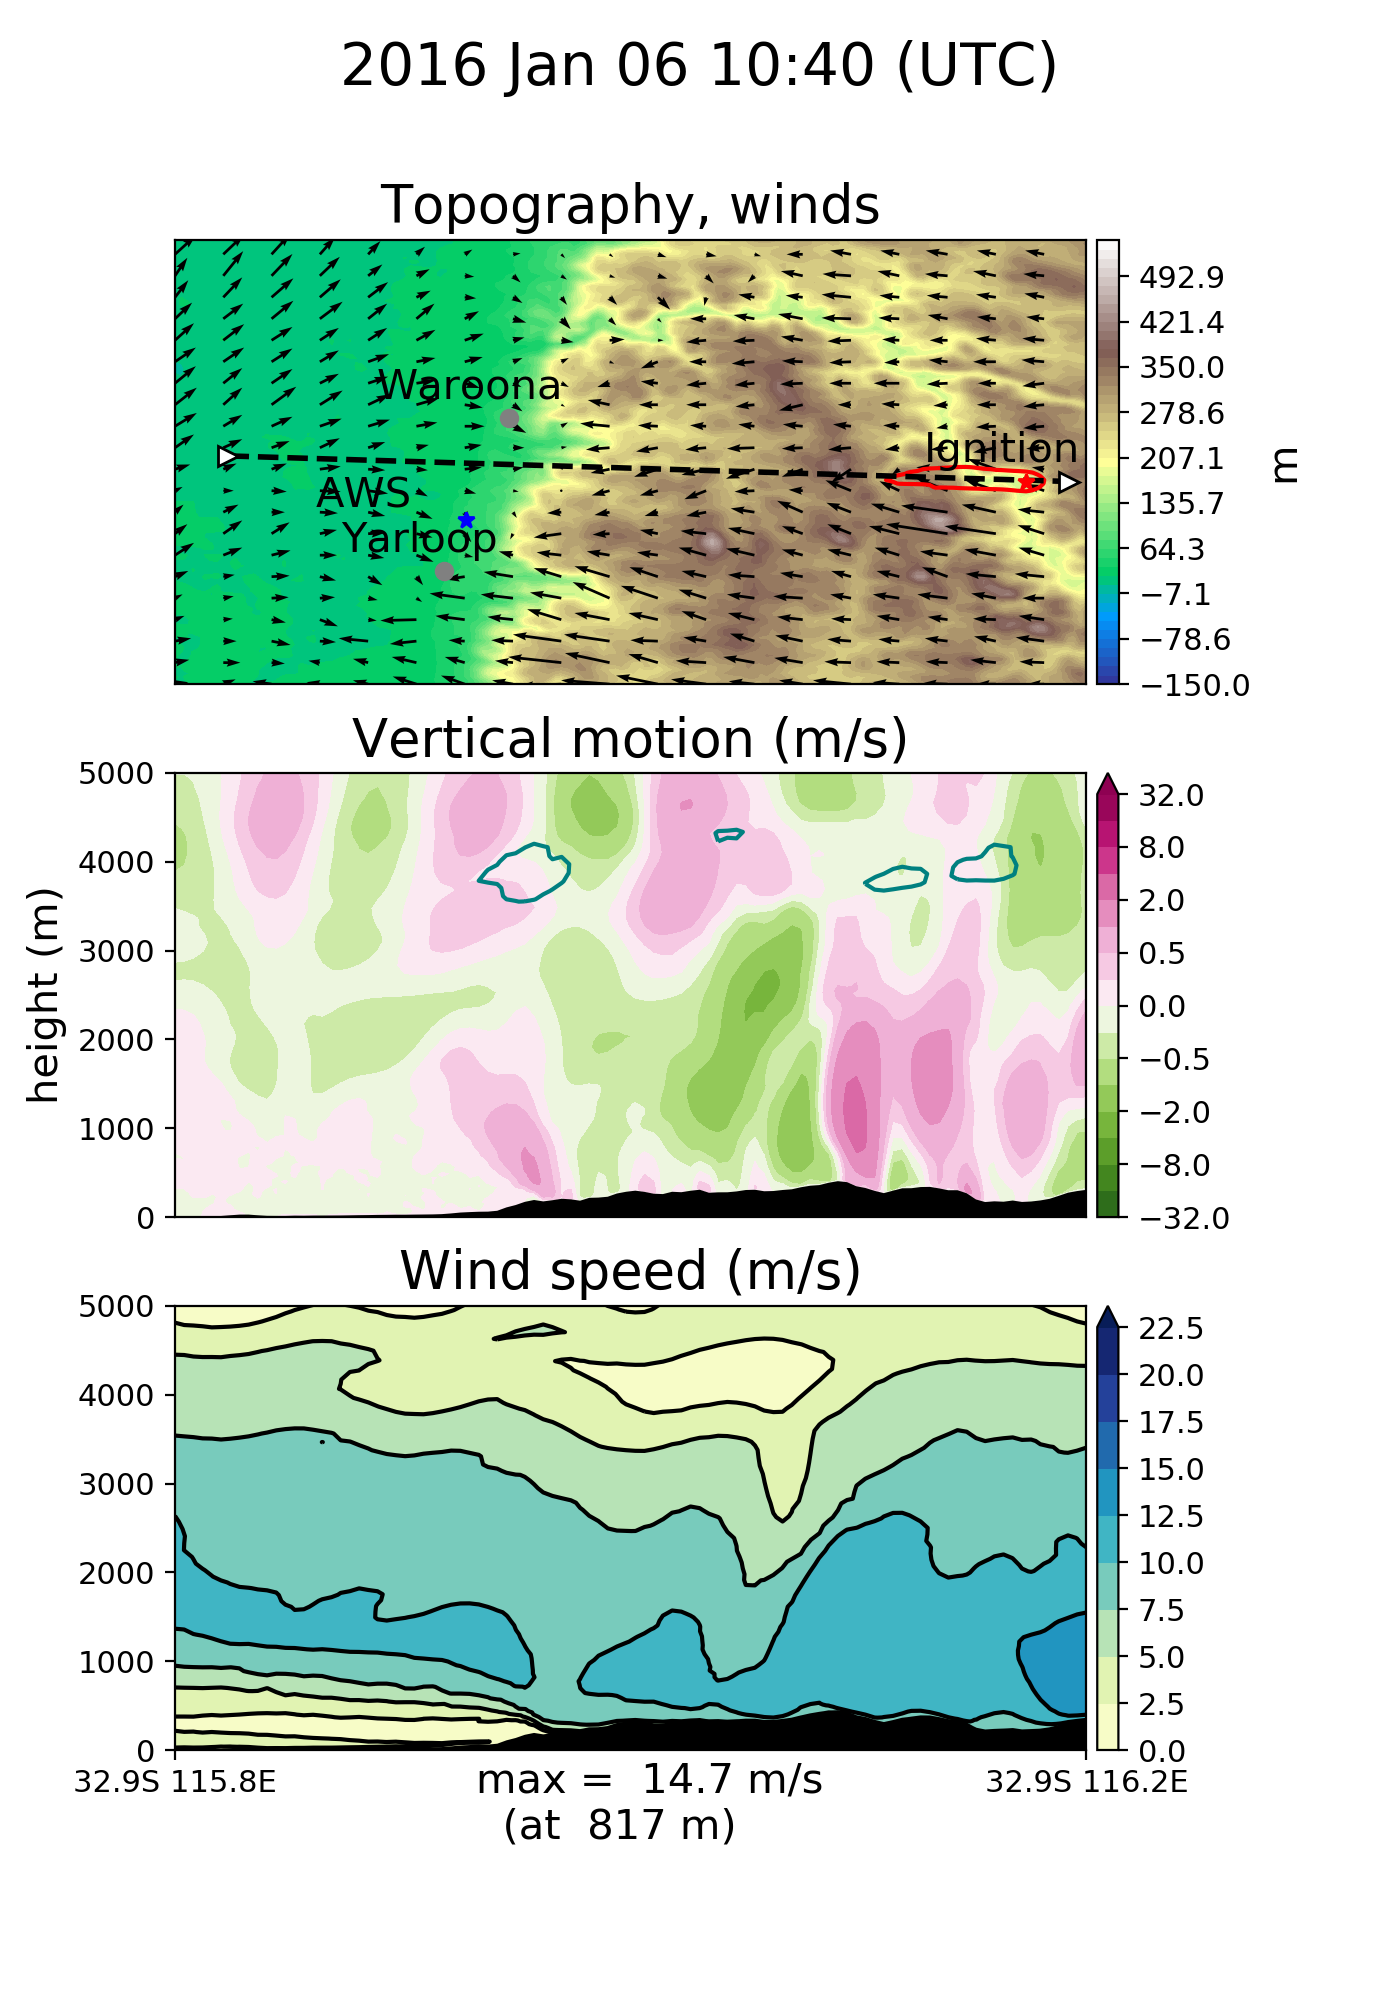 2016 Jan 06 10:40 (UTC)
Topography, winds
Waroona
Ignition
AWS
Yarloop
492.9
421.4
350.0
278.6
207.1
135.7
64.3
−7.1
−78.6
−150.0
m
Vertical motion (m/s)
height (m)
5000
4000
3000
2000
1000
0
32.0
8.0
2.0
0.5
0.0
−0.5
−2.0
−8.0
−32.0
Wind speed (m/s)
5000
4000
3000
2000
1000
0
22.5
20.0
17.5
15.0
12.5
10.0
7.5
5.0
2.5
0.0
32.9S 115.8E
32.9S 116.2E
max = 14.7 m/s
(at 817 m)